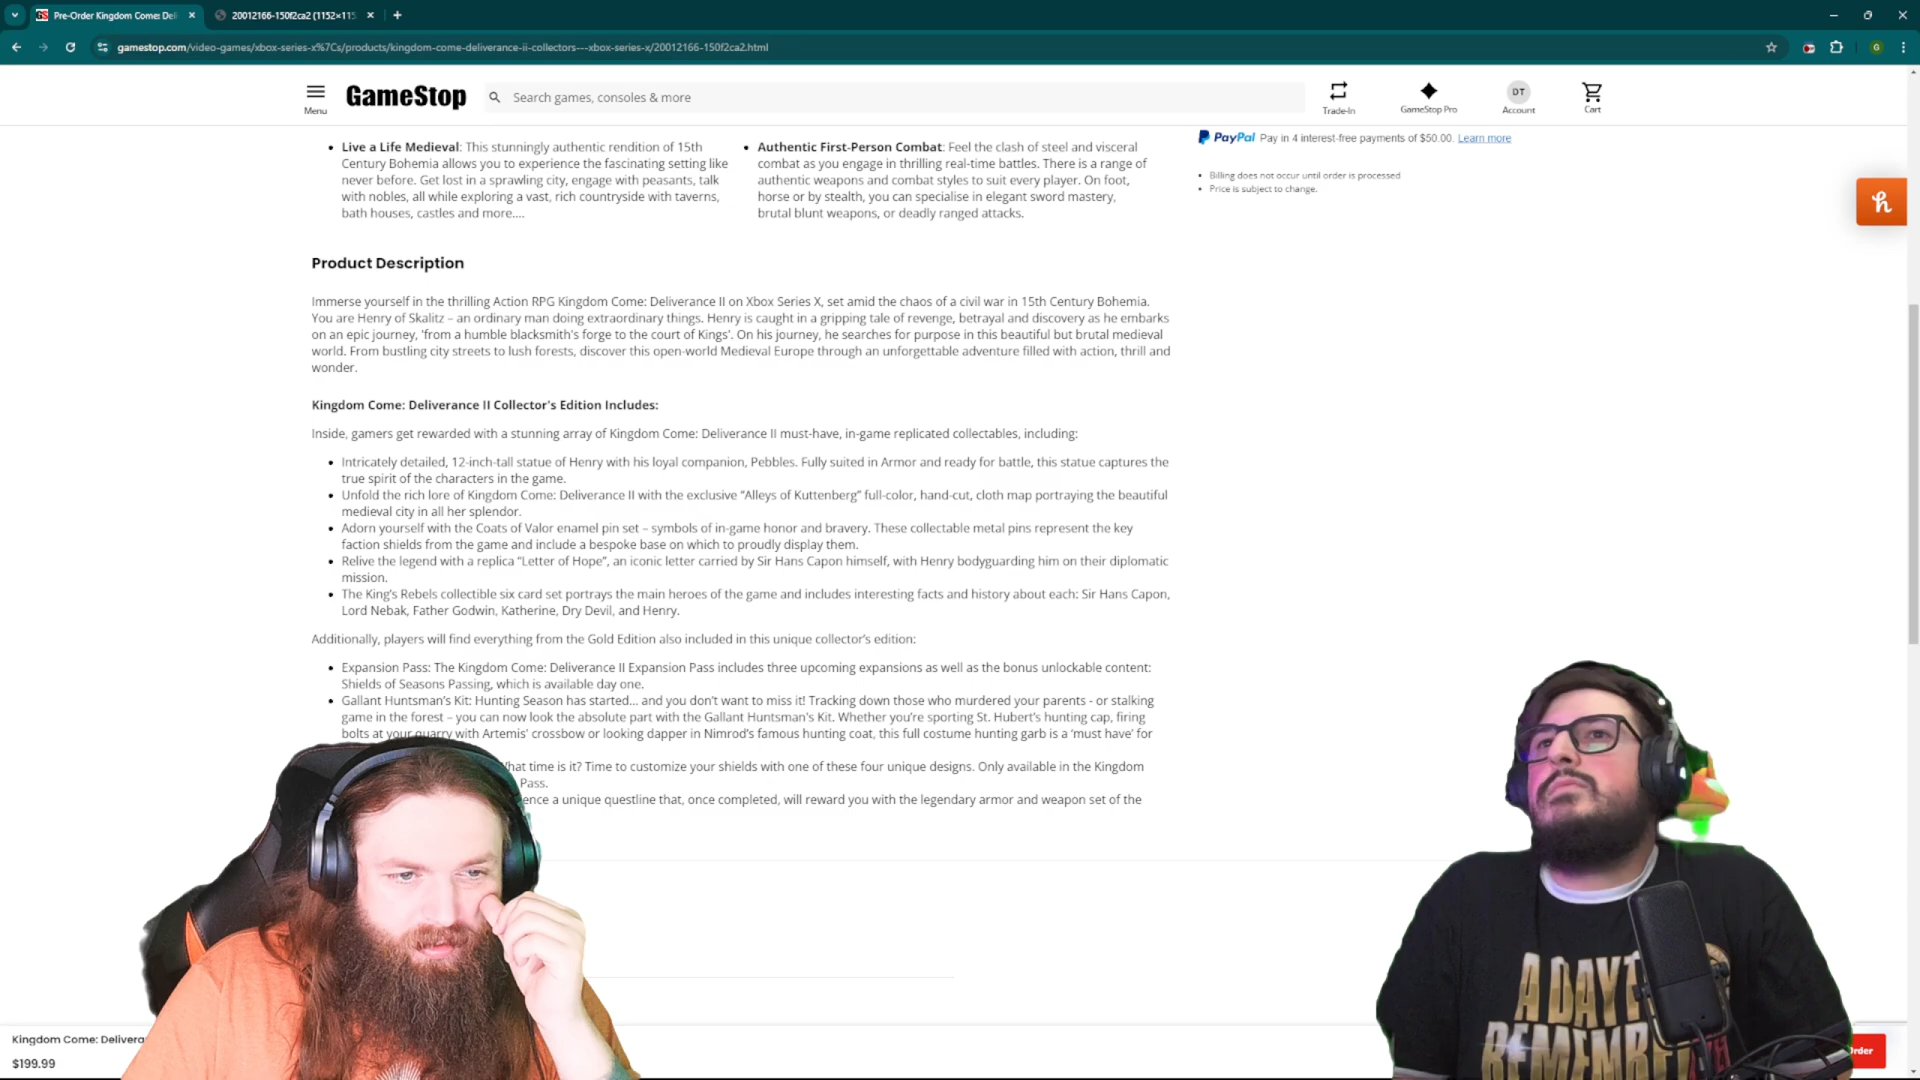 Pre-Order Kingdom Come: Deli
20012166-150f2ca2 (1152×115
gamestop.com/video-games/xbox-series-x%7Cs/products/kingdom-come-deliverance-ii-collectors---xbox-series-x/20012166-150f2ca2.html
G
Menu
GameStop
Search games, consoles & more
Trade-In
GameStop Pro
DT
Account
Cart
Live a Life Medieval: This stunningly authentic rendition of 15th
Century Bohemia allows you to experience the fascinating setting like
never before. Get lost in a sprawling city, engage with peasants, talk
with nobles, all while exploring a vast, rich countryside with taverns,
bath houses, castles and more....
Authentic First-Person Combat: Feel the clash of steel and visceral
combat as you engage in thrilling real-time battles. There is a range of
authentic weapons and combat styles to suit every player. On foot,
horse or by stealth, you can specialise in elegant sword mastery,
brutal blunt weapons, or deadly ranged attacks.
PayPal Pay in 4 interest-free payments of $50.00. Learn more
Billing does not occur until order is processed
Price is subject to change.
Product Description
Immerse yourself in the thrilling Action RPG Kingdom Come: Deliverance II on Xbox Series X, set amid the chaos of a civil war in 15th Century Bohemia.
You are Henry of Skalitz – an ordinary man doing extraordinary things. Henry is caught in a gripping tale of revenge, betrayal and discovery as he embarks
on an epic journey, 'from a humble blacksmith's forge to the court of Kings'. On his journey, he searches for purpose in this beautiful but brutal medieval
world. From bustling city streets to lush forests, discover this open-world Medieval Europe through an unforgettable adventure filled with action, thrill and
wonder.
Kingdom Come: Deliverance II Collector's Edition Includes:
Inside, gamers get rewarded with a stunning array of Kingdom Come: Deliverance II must-have, in-game replicated collectables, including:
Intricately detailed, 12-inch-tall statue of Henry with his loyal companion, Pebbles. Fully suited in Armor and ready for battle, this statue captures the
true spirit of the characters in the game.
Unfold the rich lore of Kingdom Come: Deliverance II with the exclusive “Alleys of Kuttenberg” full-color, hand-cut, cloth map portraying the beautiful
medieval city in all her splendor.
Adorn yourself with the Coats of Valor enamel pin set – symbols of in-game honor and bravery. These collectable metal pins represent the key
faction shields from the game and include a bespoke base on which to proudly display them.
Relive the legend with a replica “Letter of Hope”, an iconic letter carried by Sir Hans Capon himself, with Henry bodyguarding him on their diplomatic
mission.
The King’s Rebels collectible six card set portrays the main heroes of the game and includes interesting facts and history about each: Sir Hans Capon,
Lord Nebak, Father Godwin, Katherine, Dry Devil, and Henry.
Additionally, players will find everything from the Gold Edition also included in this unique collector’s edition:
Expansion Pass: The Kingdom Come: Deliverance II Expansion Pass includes three upcoming expansions as well as the bonus unlockable content:
Shields of Seasons Passing, which is available day one.
Gallant Huntsman’s Kit: Hunting Season has started... and you don’t want to miss it! Tracking down those who murdered your parents - or stalking
game in the forest – you can now look the absolute part with the Gallant Huntsman’s Kit. Whether you’re sporting St. Hubert’s hunting cap, firing
bolts at your quarry with Artemis’ crossbow or looking dapper in Nimrod’s famous hunting coat, this full costume hunting garb is a ‘must have’ for
hat time is it? Time to customize your shields with one of these four unique designs. Only available in the Kingdom
Pass.
ence a unique questline that, once completed, will reward you with the legendary armor and weapon set of the
A DAY T
REMEMBE
Kingdom Come: Delivera
$199.99
Order